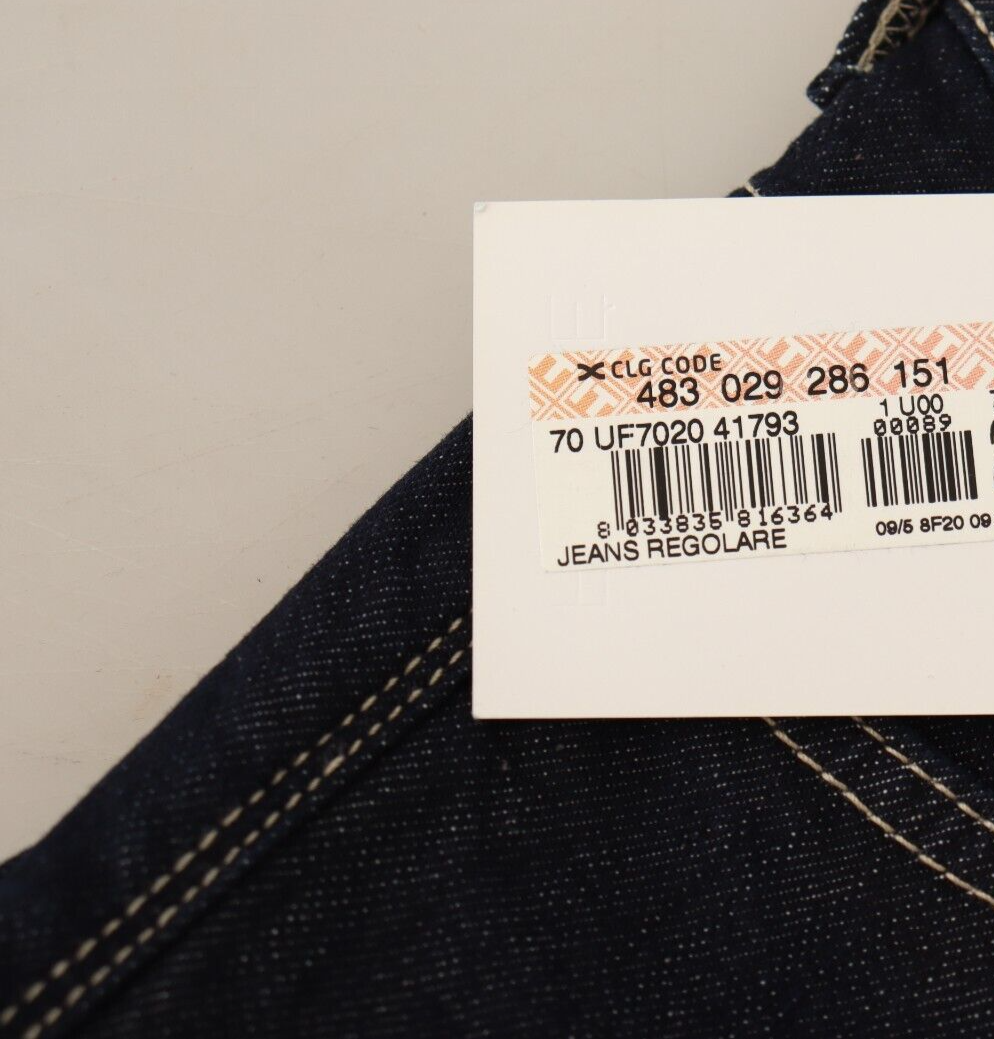 CLG CODE
483 029 286 151
70 UF7020 41793
1 U00
00089
8 033835 816364
09/5 8F20 09
JEANS REGOLARE